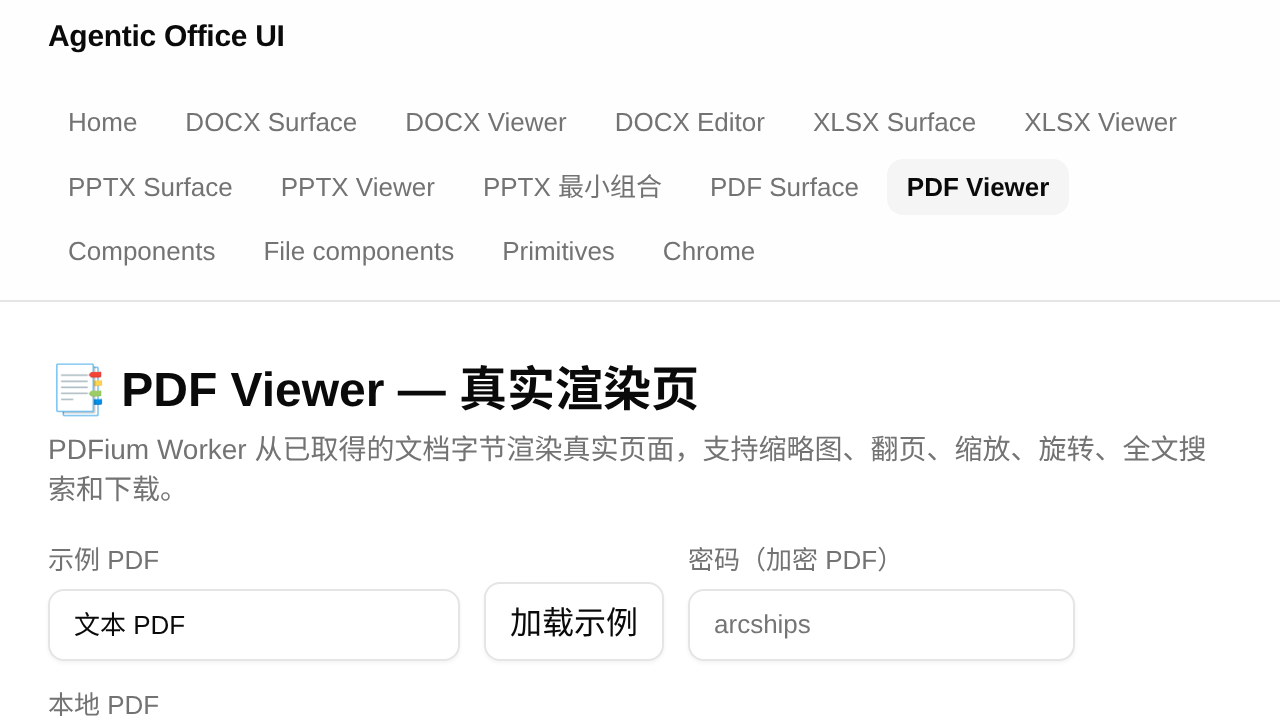 Agentic Office UI
Home DOCX Surface DOCX Viewer DOCX Editor XLSX Surface XLSX Viewer
PPTX Surface PPTX Viewer PPTX 最小组合 PDF Surface PDF Viewer
Components File components Primitives Chrome
📑 PDF Viewer — 真实渲染页
PDFium Worker 从已取得的文档字节渲染真实页面，支持缩略图、翻页、缩放、旋转、全文搜
索和下载。
示例 PDF 密码（加密 PDF）
文本 PDF 加载示例 arcships
本地 PDF